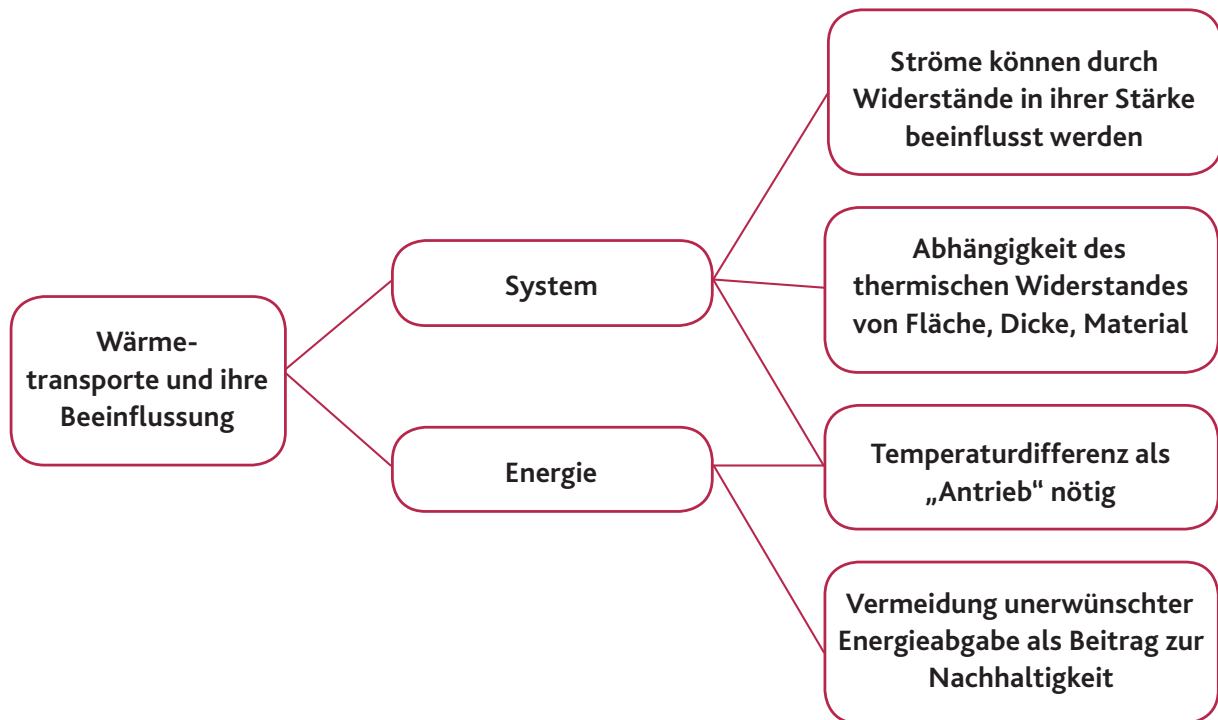 Wärme-
transporte und ihre
Beeinflussung
System
Energie
Ströme können durch
Widerstände in ihrer Stärke
beeinflusst werden
Abhängigkeit des
thermischen Widerstandes
von Fläche, Dicke, Material
Temperaturdifferenz als
„Antrieb“ nötig
Vermeidung unerwünschter
Energieabgabe als Beitrag zur
Nachhaltigkeit